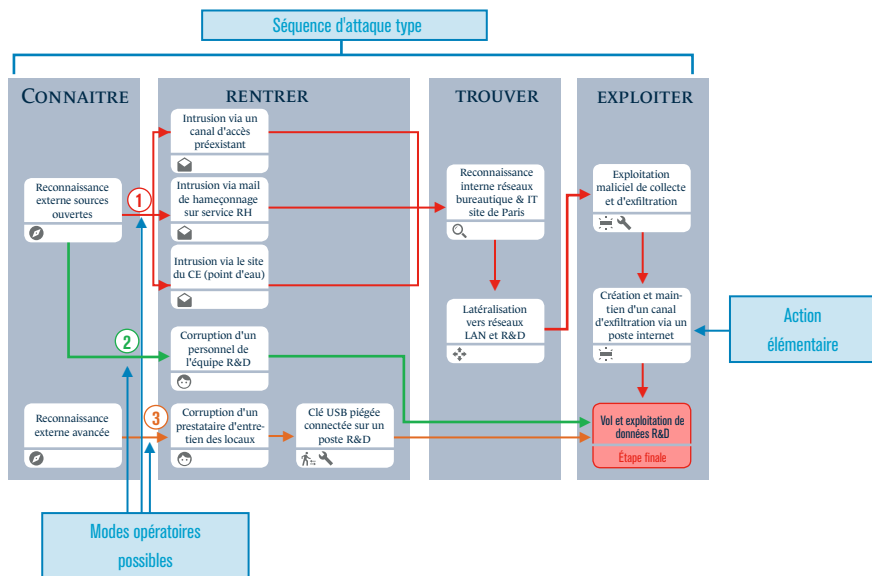 Séquence d'attaque type
CONNAITRE
RENTRER
TROUVER
EXPLOITER
Intrusion via un
canal d'accès
préexistant
Reconnaissance
externe sources
ouvertes
1
Intrusion via mail
de hameçonnage
sur service RH
Reconnaissance
interne réseaux
bureautique & IT
site de Paris
Exploitation
maliciel de collecte
et d'exfiltration
Intrusion via le site
du CE (point d'eau)
Latéralisation
vers réseaux
LAN et R&D
Création et main-
tien d'un canal
d'exfiltration via un
poste internet
Action
élémentaire
2
Corruption d'un
personnel de
l'équipe R&D
Reconnaissance
externe avancée
3
Corruption d'un
prestataire d'entre-
tien des locaux
Clé USB piégée
connectée sur un
poste R&D
Vol et exploitation de
données R&D
Étape finale
Modes opératoires
possibles